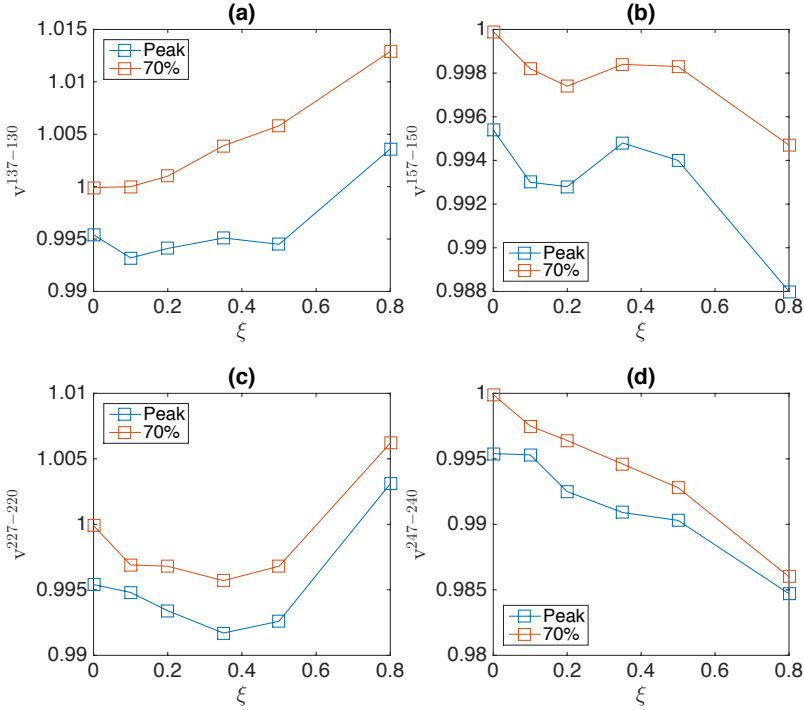 (a)
1.015
1.01
1.005
1
0.995
0.99
v^137−130
Peak
70%
0 0.2 0.4 0.6 0.8
ξ
(b)
1
0.998
0.996
0.994
0.992
0.99
0.988
v^157−150
Peak
70%
0 0.2 0.4 0.6 0.8
ξ
(c)
1.01
1.005
1
0.995
0.99
v^227−220
Peak
70%
0 0.2 0.4 0.6 0.8
ξ
(d)
1
0.995
0.99
0.985
0.98
v^247−240
Peak
70%
0 0.2 0.4 0.6 0.8
ξ